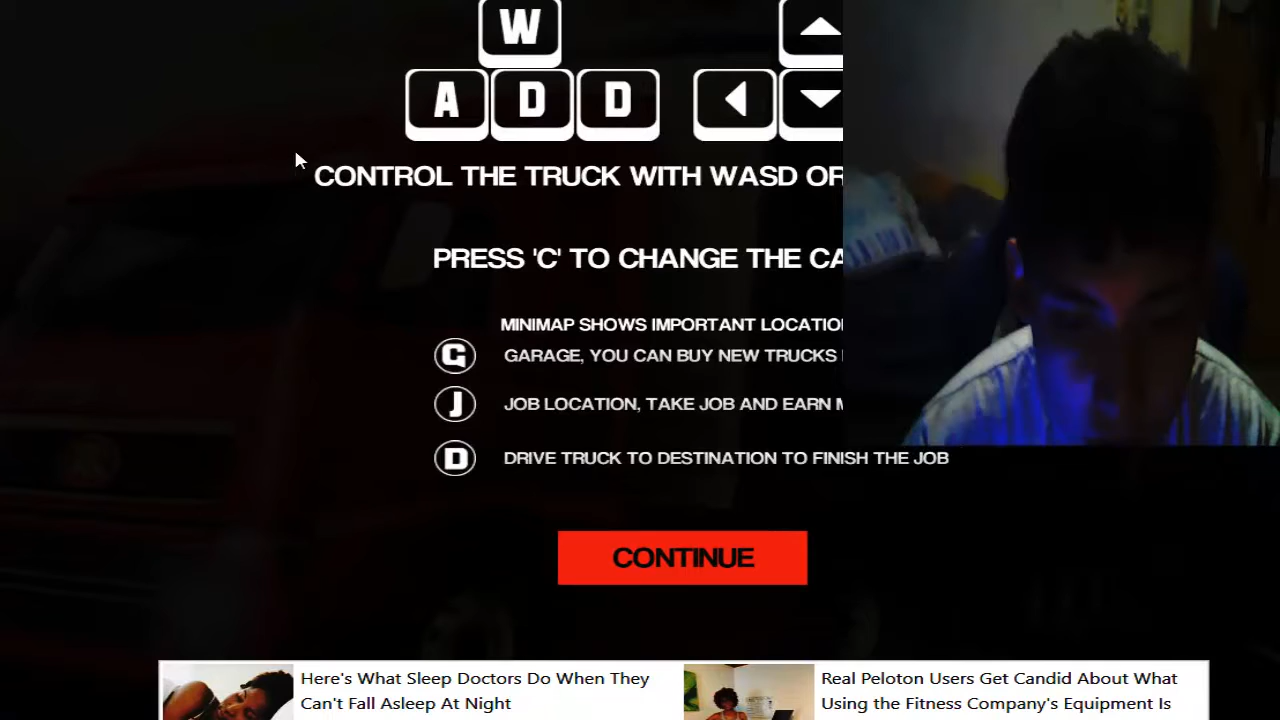 W
A D D
CONTROL THE TRUCK WITH WASD OR
PRESS 'C' TO CHANGE THE CA
MINIMAP SHOWS IMPORTANT LOCATIO
G GARAGE, YOU CAN BUY NEW TRUCKS
J JOB LOCATION, TAKE JOB AND EARN M
D DRIVE TRUCK TO DESTINATION TO FINISH THE JOB
CONTINUE
Here's What Sleep Doctors Do When They
Can't Fall Asleep At Night
Real Peloton Users Get Candid About What
Using the Fitness Company's Equipment Is